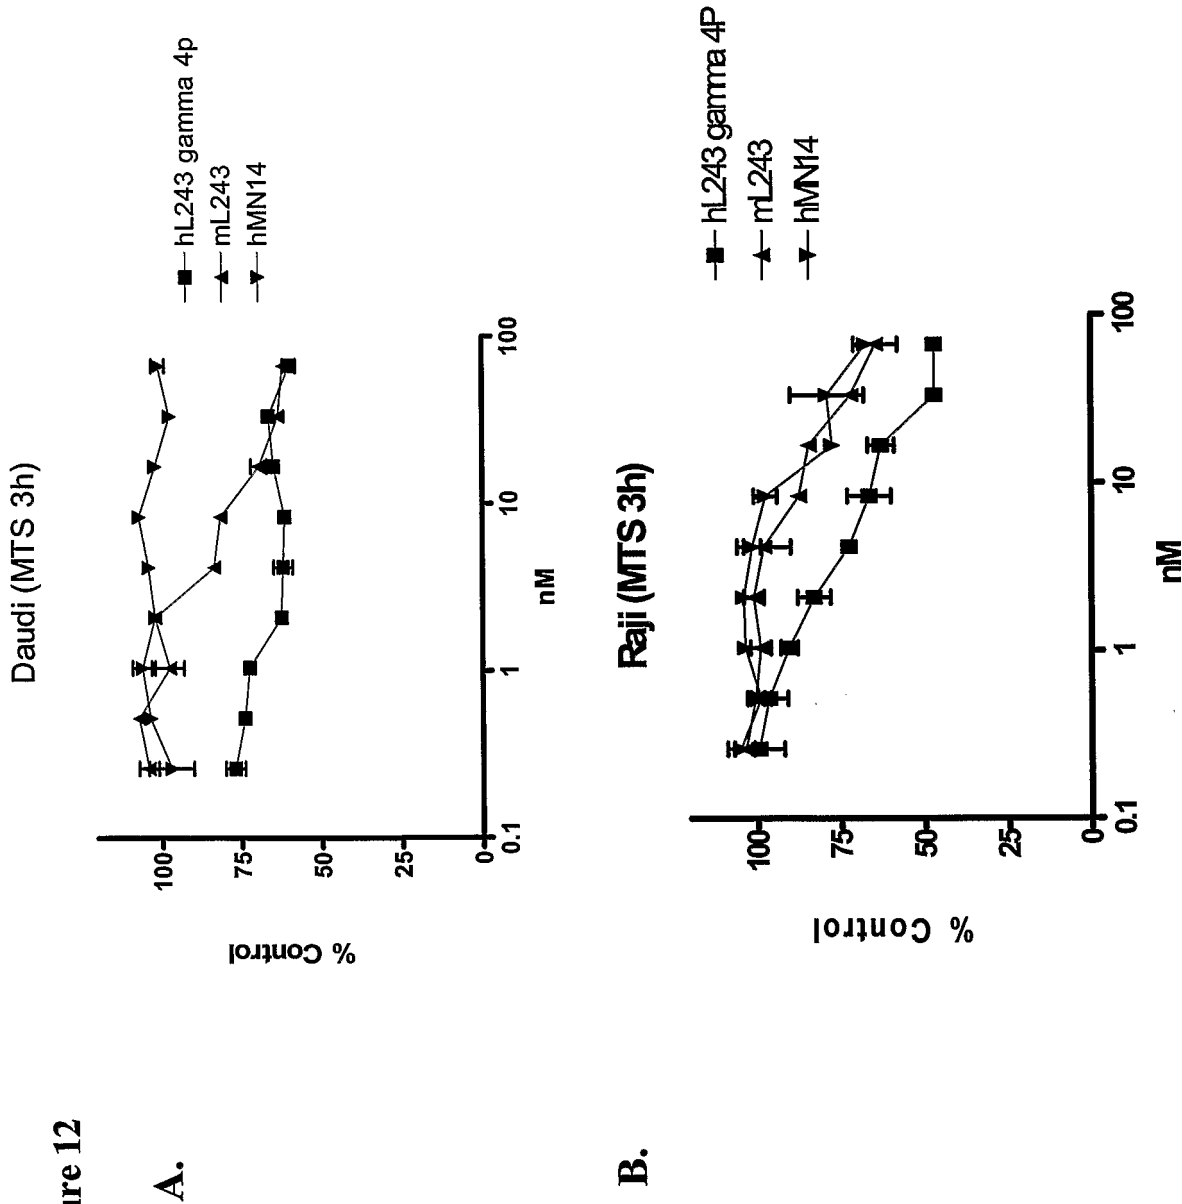 ure 12
A.
Daudi (MTS 3h)
% Control
100
75
50
25
0
0.1
1
10
100
nM
hL243 gamma 4p
mL243
hMN14
B.
Raji (MTS 3h)
% Control
100
75
50
25
0
0.1
1
10
100
nM
hL243 gamma 4P
mL243
hMN14